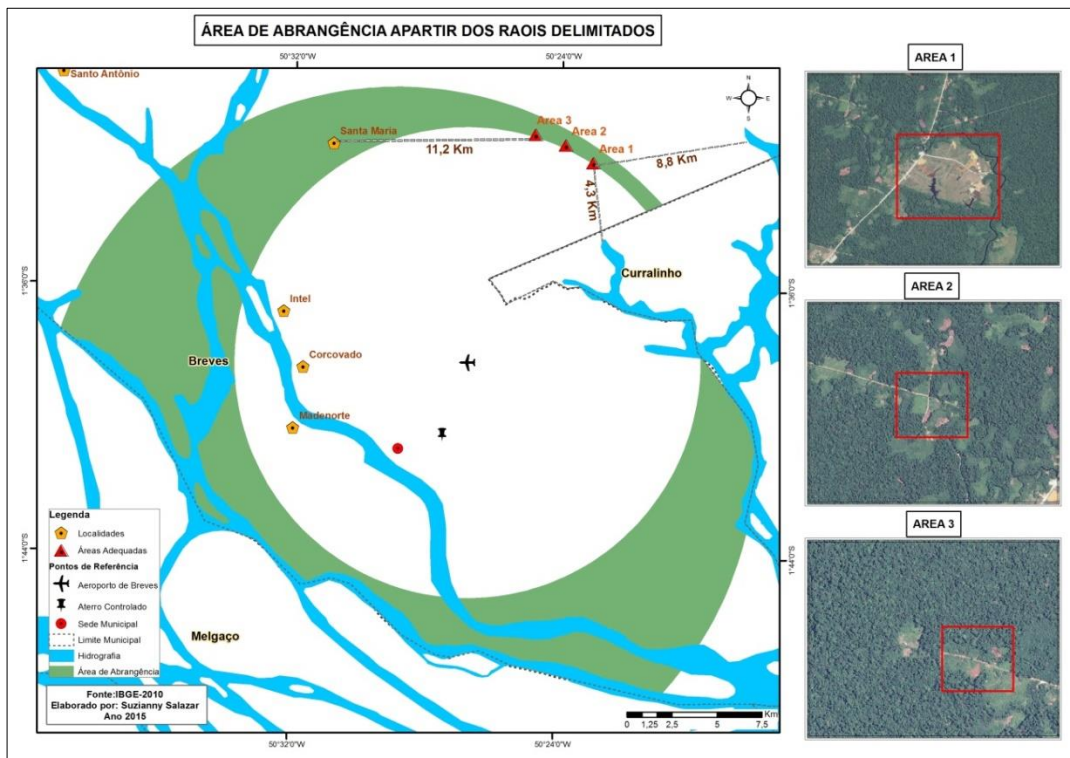 ÁREA DE ABRANGÊNCIA APARTIR DOS RAOIS DELIMITADOS
50°32'0"W
50°24'0"W
Santo Antônio
N
W
E
S
Santa Maria
Area 3
Area 2
Area 1
11,2 Km
8,8 Km
4,3 Km
1°36'0"S
1°36'0"S
Curralinho
Intel
Breves
Corcovado
Madenorte
Legenda
Localidades
Áreas Adequadas
Pontos de Referência
Aeroporto de Breves
Aterro Controlado
Sede Municipal
Limite Municipal
Hidrografia
Área de Abrangência
1°44'0"S
1°44'0"S
Melgaço
Fonte:IBGE-2010
Elaborado por: Suzianny Salazar
Ano 2015
Km
0 1,25 2,5 5 7,5
50°32'0"W
50°24'0"W
AREA 1
AREA 2
AREA 3